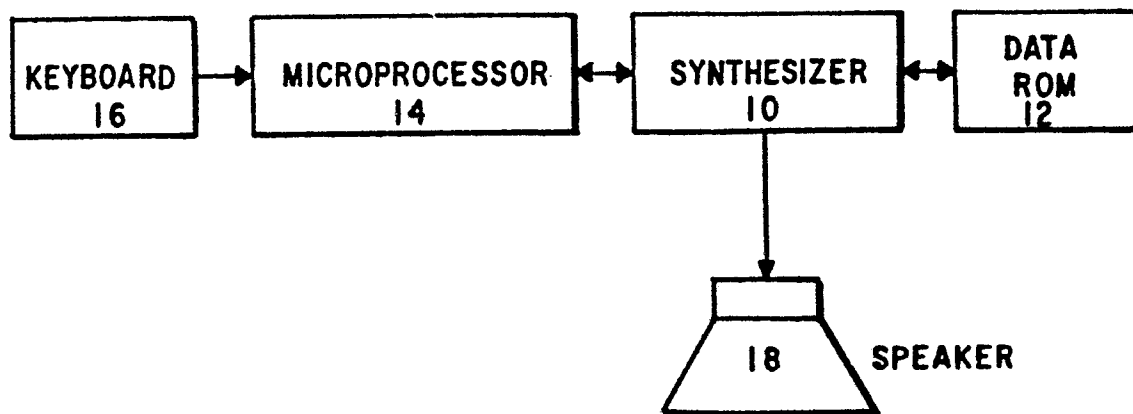 KEYBOARD
16
MICROPROCESSOR
14
SYNTHESIZER
10
DATA
ROM
12
18
SPEAKER